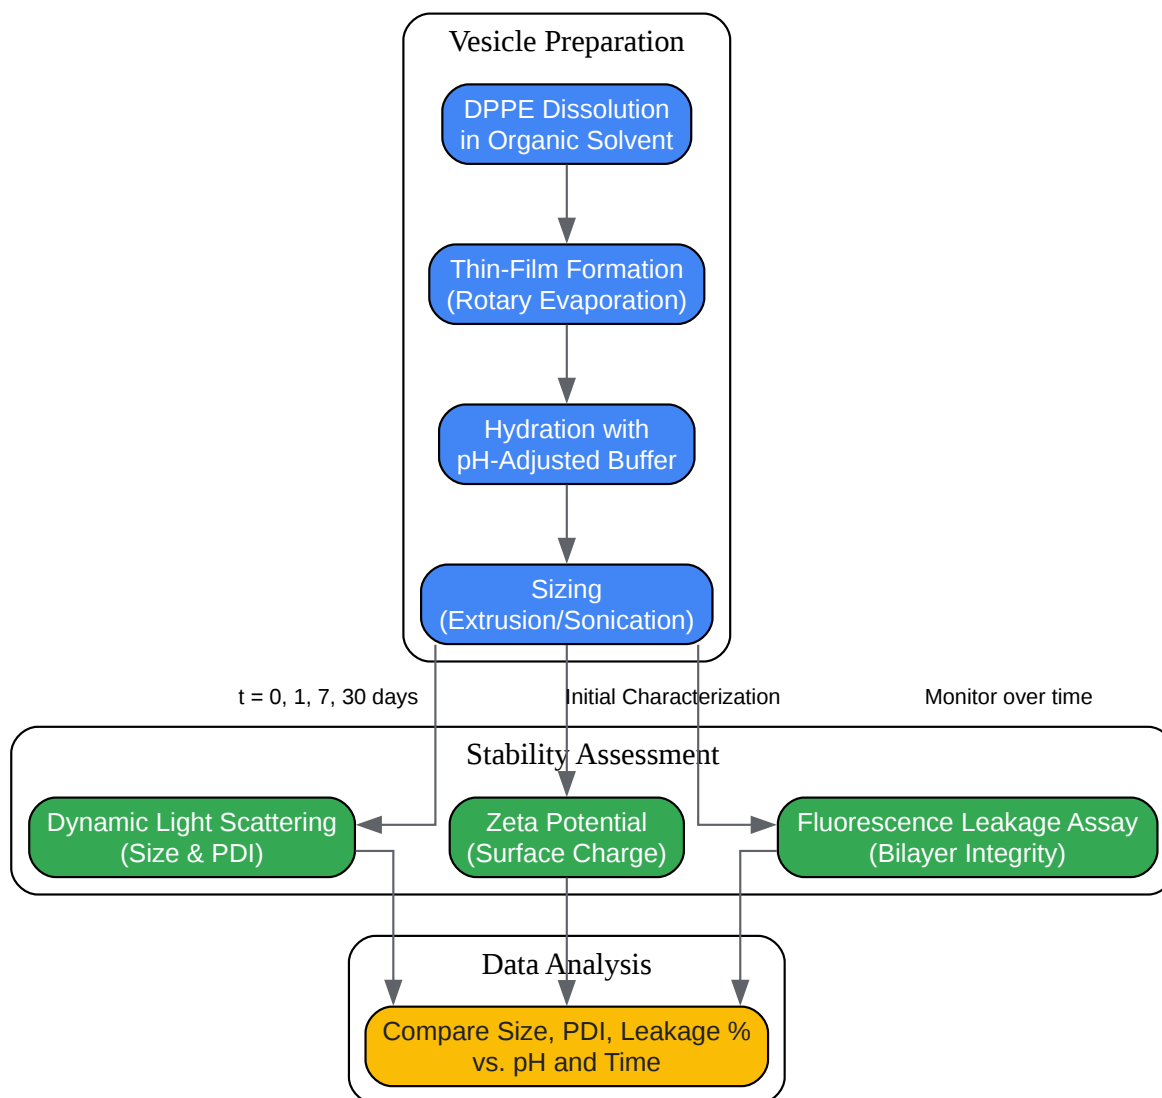 Vesicle Preparation
DPPE Dissolution
in Organic Solvent
Thin-Film Formation
(Rotary Evaporation)
Hydration with
pH-Adjusted Buffer
Sizing
(Extrusion/Sonication)
t = 0, 1, 7, 30 days
Initial Characterization
Monitor over time
Stability Assessment
Dynamic Light Scattering
(Size & PDI)
Zeta Potential
(Surface Charge)
Fluorescence Leakage Assay
(Bilayer Integrity)
Data Analysis
Compare Size, PDI, Leakage %
vs. pH and Time